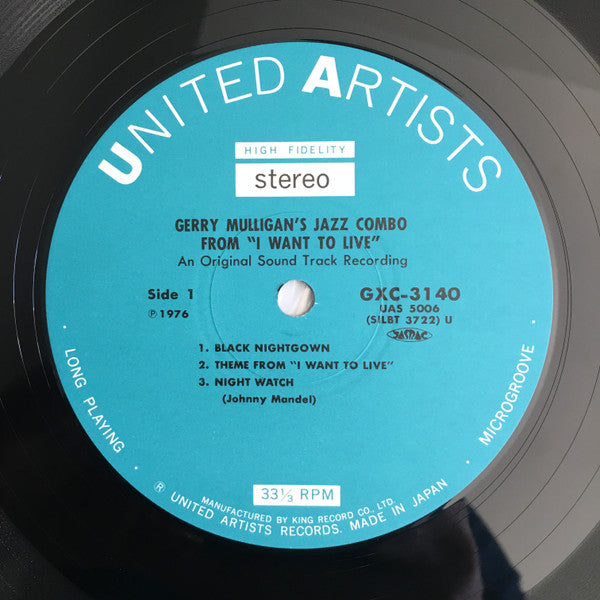 UNITED ARTISTS
HIGH FIDELITY
stereo
GERRY MULLIGAN'S JAZZ COMBO
FROM "I WANT TO LIVE"
An Original Sound Track Recording
Side 1
GXC-3140
℗ 1976
UAS 5006
(SILBT 3722) U
JASRAC
1. BLACK NIGHTGOWN
2. THEME FROM "I WANT TO LIVE"
3. NIGHT WATCH
(Johnny Mandel)
· LONG PLAYING ·
· MICROGROOVE ·
33⅓ RPM
MANUFACTURED BY KING RECORD CO., LTD.
® UNITED ARTISTS RECORDS. MADE IN JAPAN